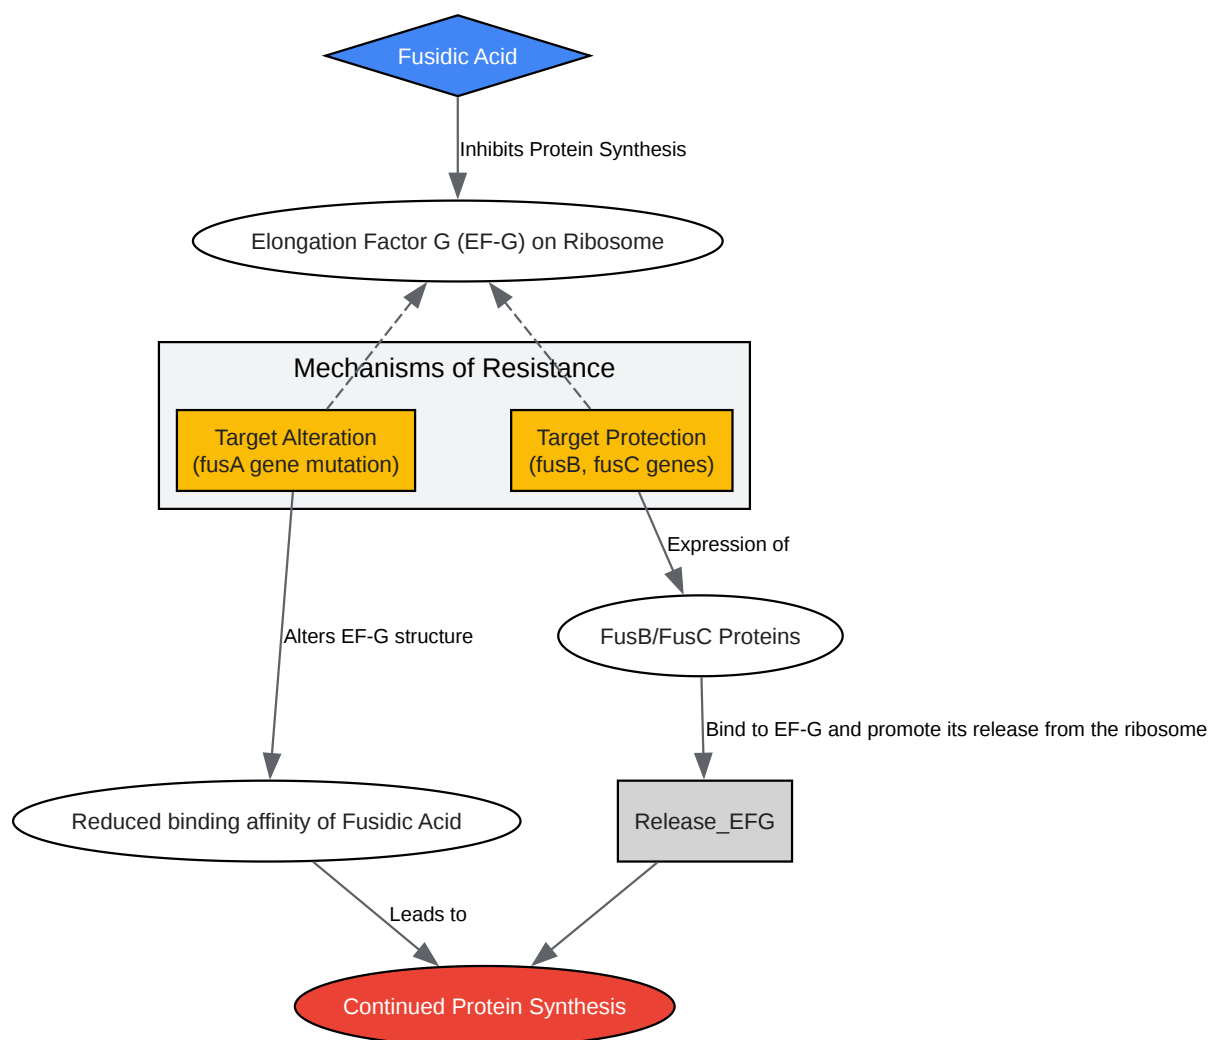 Fusidic Acid
Inhibits Protein Synthesis
Elongation Factor G (EF-G) on Ribosome
Mechanisms of Resistance
Target Alteration
(fusA gene mutation)
Target Protection
(fusB, fusC genes)
Expression of
Alters EF-G structure
FusB/FusC Proteins
Bind to EF-G and promote its release from the ribosome
Reduced binding affinity of Fusidic Acid
Release_EFG
Leads to
Continued Protein Synthesis